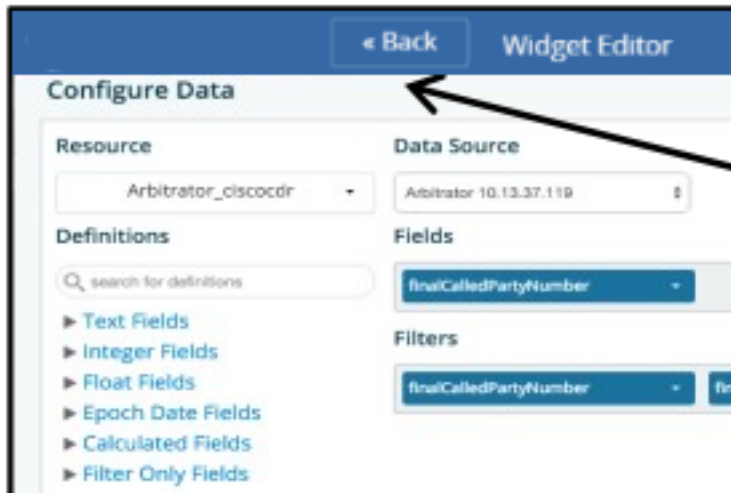 « Back Widget Editor
Configure Data
Resource
Arbitrator_ciscocdr
Data Source
Arbitrator 10.13.37.119
Definitions
search for definitions
Text Fields
Integer Fields
Float Fields
Epoch Date Fields
Calculated Fields
Filter Only Fields
Fields
finalCalledPartyNumber
Filters
finalCalledPartyNumber